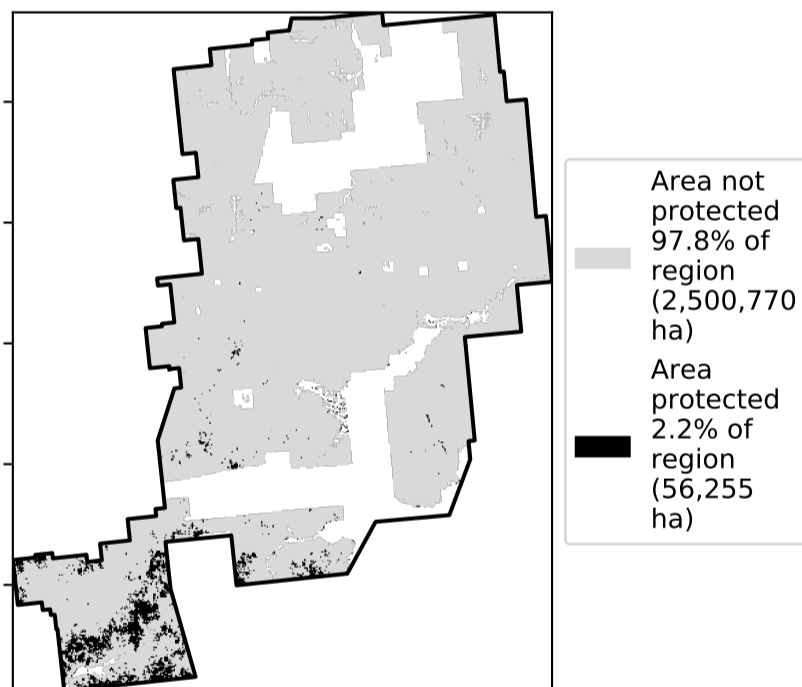 Area not
protected
97.8% of
region
(2,500,770
ha)
Area
protected
2.2% of
region
(56,255
ha)